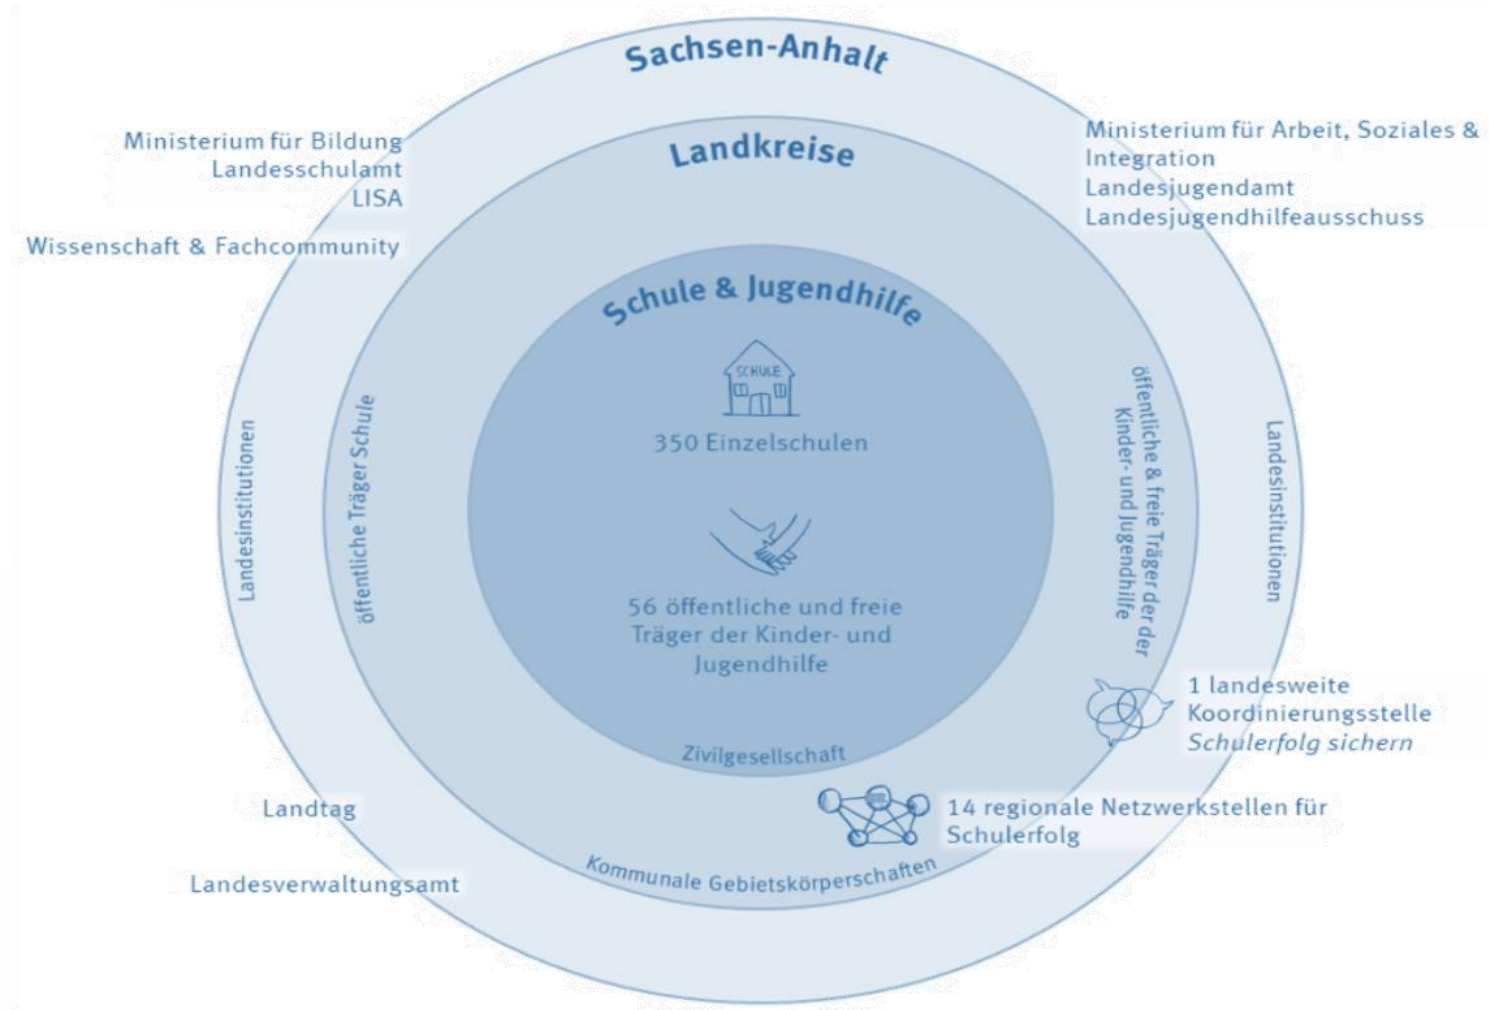 Sachsen-Anhalt
Ministerium für Bildung
Landesschulamt
LISA
Wissenschaft & Fachcommunity
Ministerium für Arbeit, Soziales &
Integration
Landesjugendamt
Landesjugendhilfeausschuss
Landkreise
Schule & Jugendhilfe
SCHULE
350 Einzelschulen
56 öffentliche und freie
Träger der Kinder- und
Jugendhilfe
Zivilgesellschaft
Landesinstitutionen
öffentliche Träger Schule
öffentliche & freie Träger der der
Kinder- und Jugendhilfe
Landesinstitutionen
1 landesweite
Koordinierungsstelle
Schulerfolg sichern
14 regionale Netzwerkstellen für
Schulerfolg
Kommunale Gebietskörperschaften
Landtag
Landesverwaltungsamt